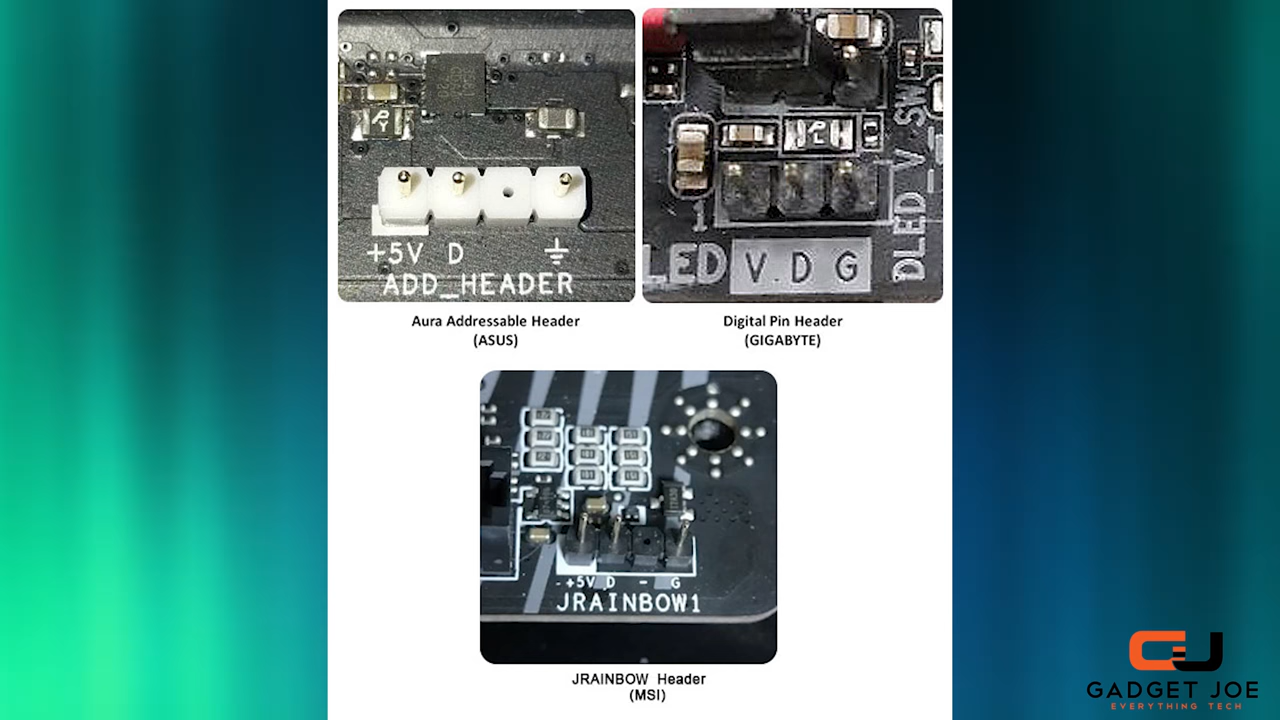 +5V D
ADD_HEADER
Aura Addressable Header
(ASUS)
1
LED V D G
DLED_V_SW
Digital Pin Header
(GIGABYTE)
+5V D - G
JRAINBOW1
JRAINBOW Header
(MSI)
GADGET JOE
EVERYTHING TECH